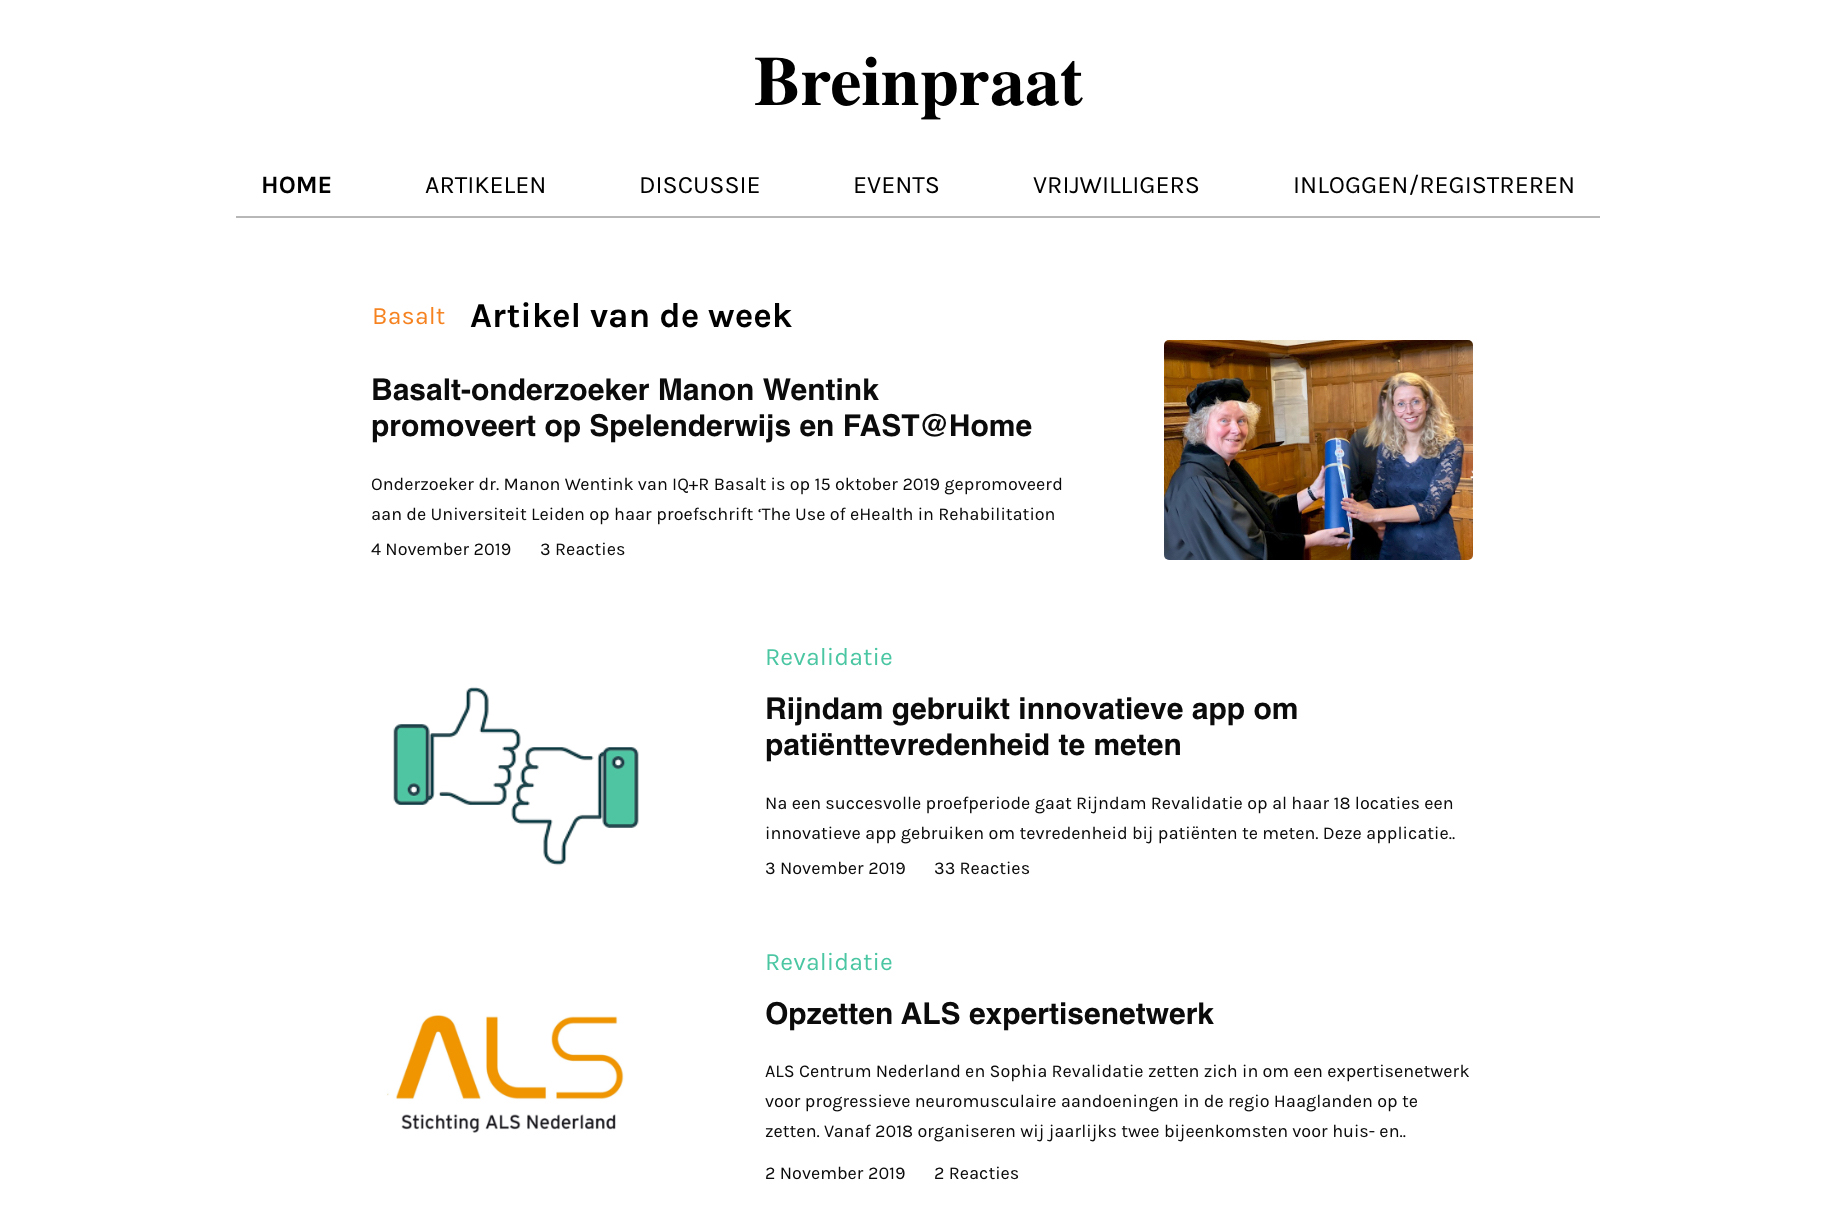 Breinpraat
HOME ARTIKELEN DISCUSSIE EVENTS VRIJWILLIGERS INLOGGEN/REGISTREREN
Basalt Artikel van de week
Basalt-onderzoeker Manon Wentink
promoveert op Spelenderwijs en FAST@Home
Onderzoeker dr. Manon Wentink van IQ+R Basalt is op 15 oktober 2019 gepromoveerd
aan de Universiteit Leiden op haar proefschrift ‘The Use of eHealth in Rehabilitation
4 November 2019 3 Reacties
Revalidatie
Rijndam gebruikt innovatieve app om
patiënttevredenheid te meten
Na een succesvolle proefperiode gaat Rijndam Revalidatie op al haar 18 locaties een
innovatieve app gebruiken om tevredenheid bij patiënten te meten. Deze applicatie..
3 November 2019 33 Reacties
Revalidatie
Opzetten ALS expertisenetwerk
ALS Centrum Nederland en Sophia Revalidatie zetten zich in om een expertisenetwerk
voor progressieve neuromusculaire aandoeningen in de regio Haaglanden op te
zetten. Vanaf 2018 organiseren wij jaarlijks twee bijeenkomsten voor huis- en..
2 November 2019 2 Reacties
ALS
Stichting ALS Nederland